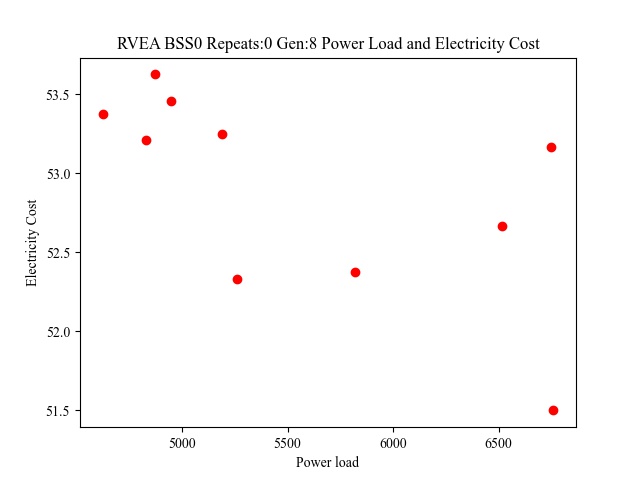 RVEA BSS0 Repeats:0 Gen:8 Power Load and Electricity Cost
53.5
53.0
52.5
52.0
51.5
Electricity Cost
5000 5500 6000 6500
Power load